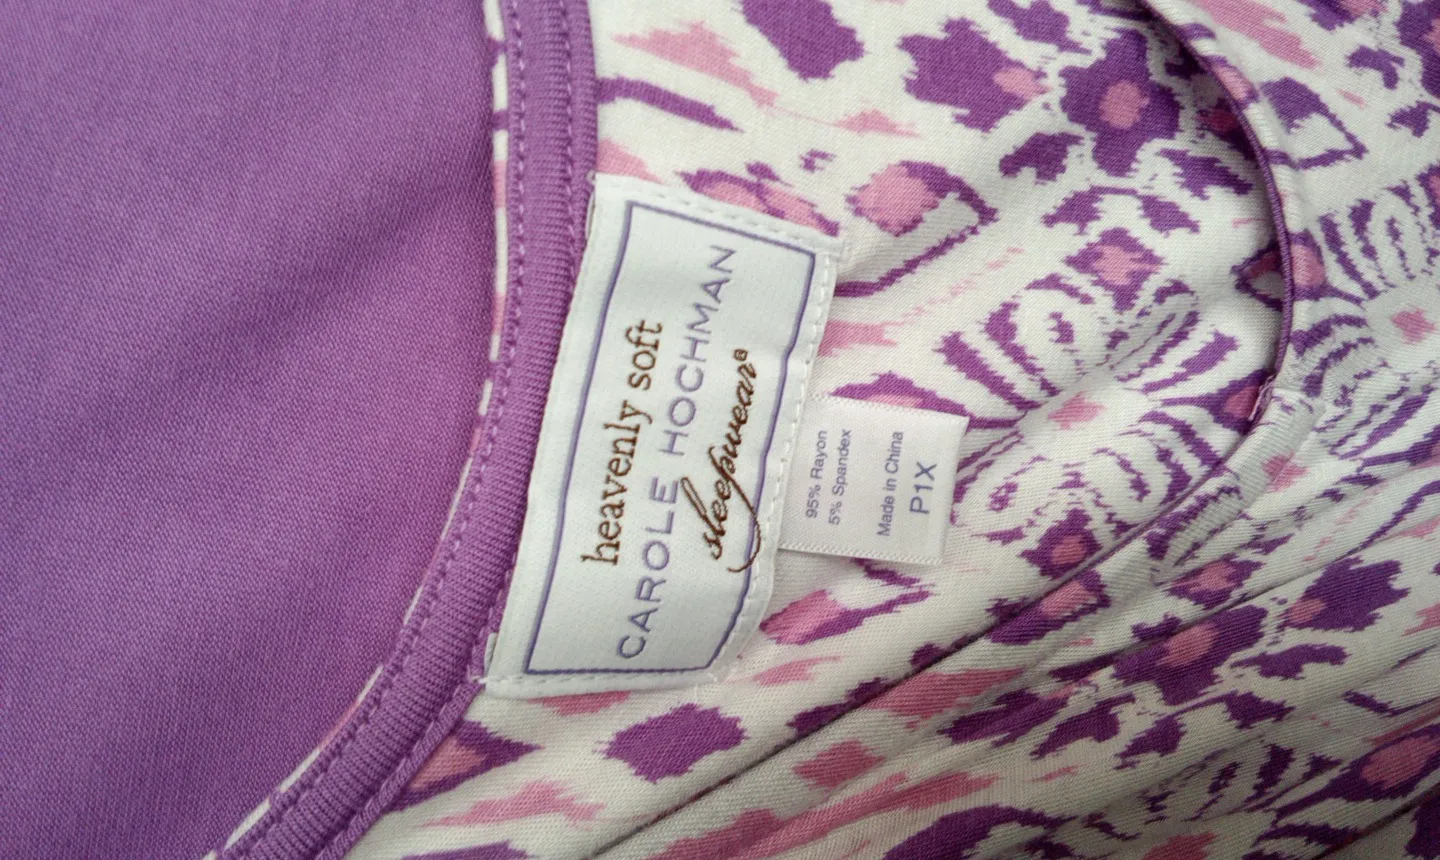 heavenly soft
CAROLE HOCHMAN
sleepwear®
95% Rayon
5% Spandex
Made in China
P1X